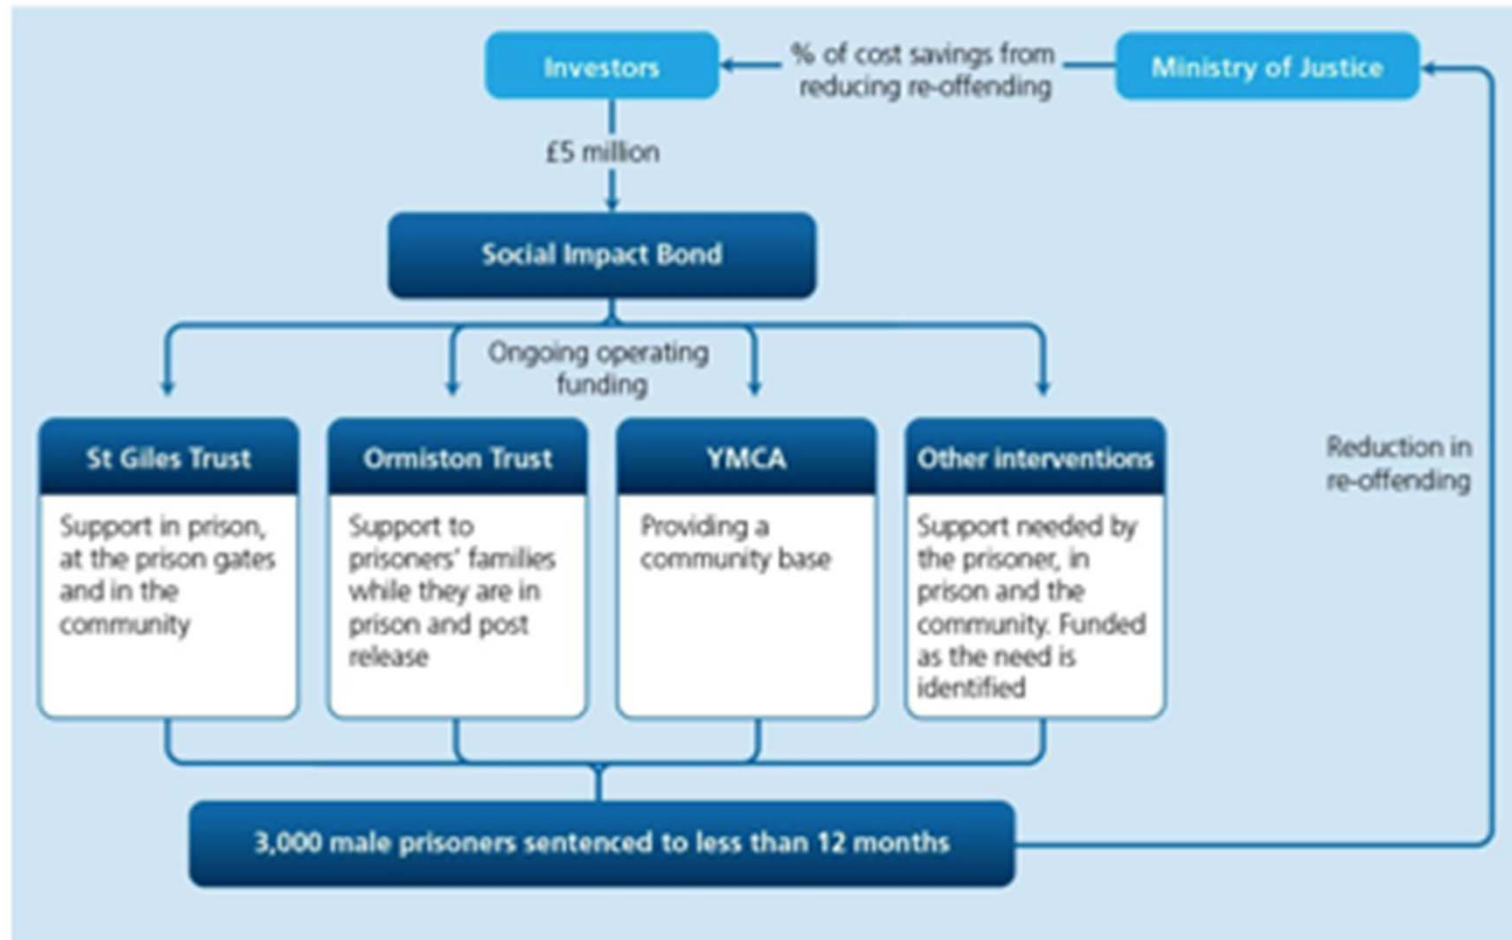 Investors
% of cost savings from
reducing re-offending
Ministry of Justice
£5 million
Social Impact Bond
Ongoing operating
funding
St Giles Trust
Support in prison,
at the prison gates
and in the
community
Ormiston Trust
Support to
prisoners' families
while they are in
prison and post
release
YMCA
Providing a
community base
Other interventions
Support needed by
the prisoner, in
prison and the
community. Funded
as the need is
identified
Reduction in
re-offending
3,000 male prisoners sentenced to less than 12 months